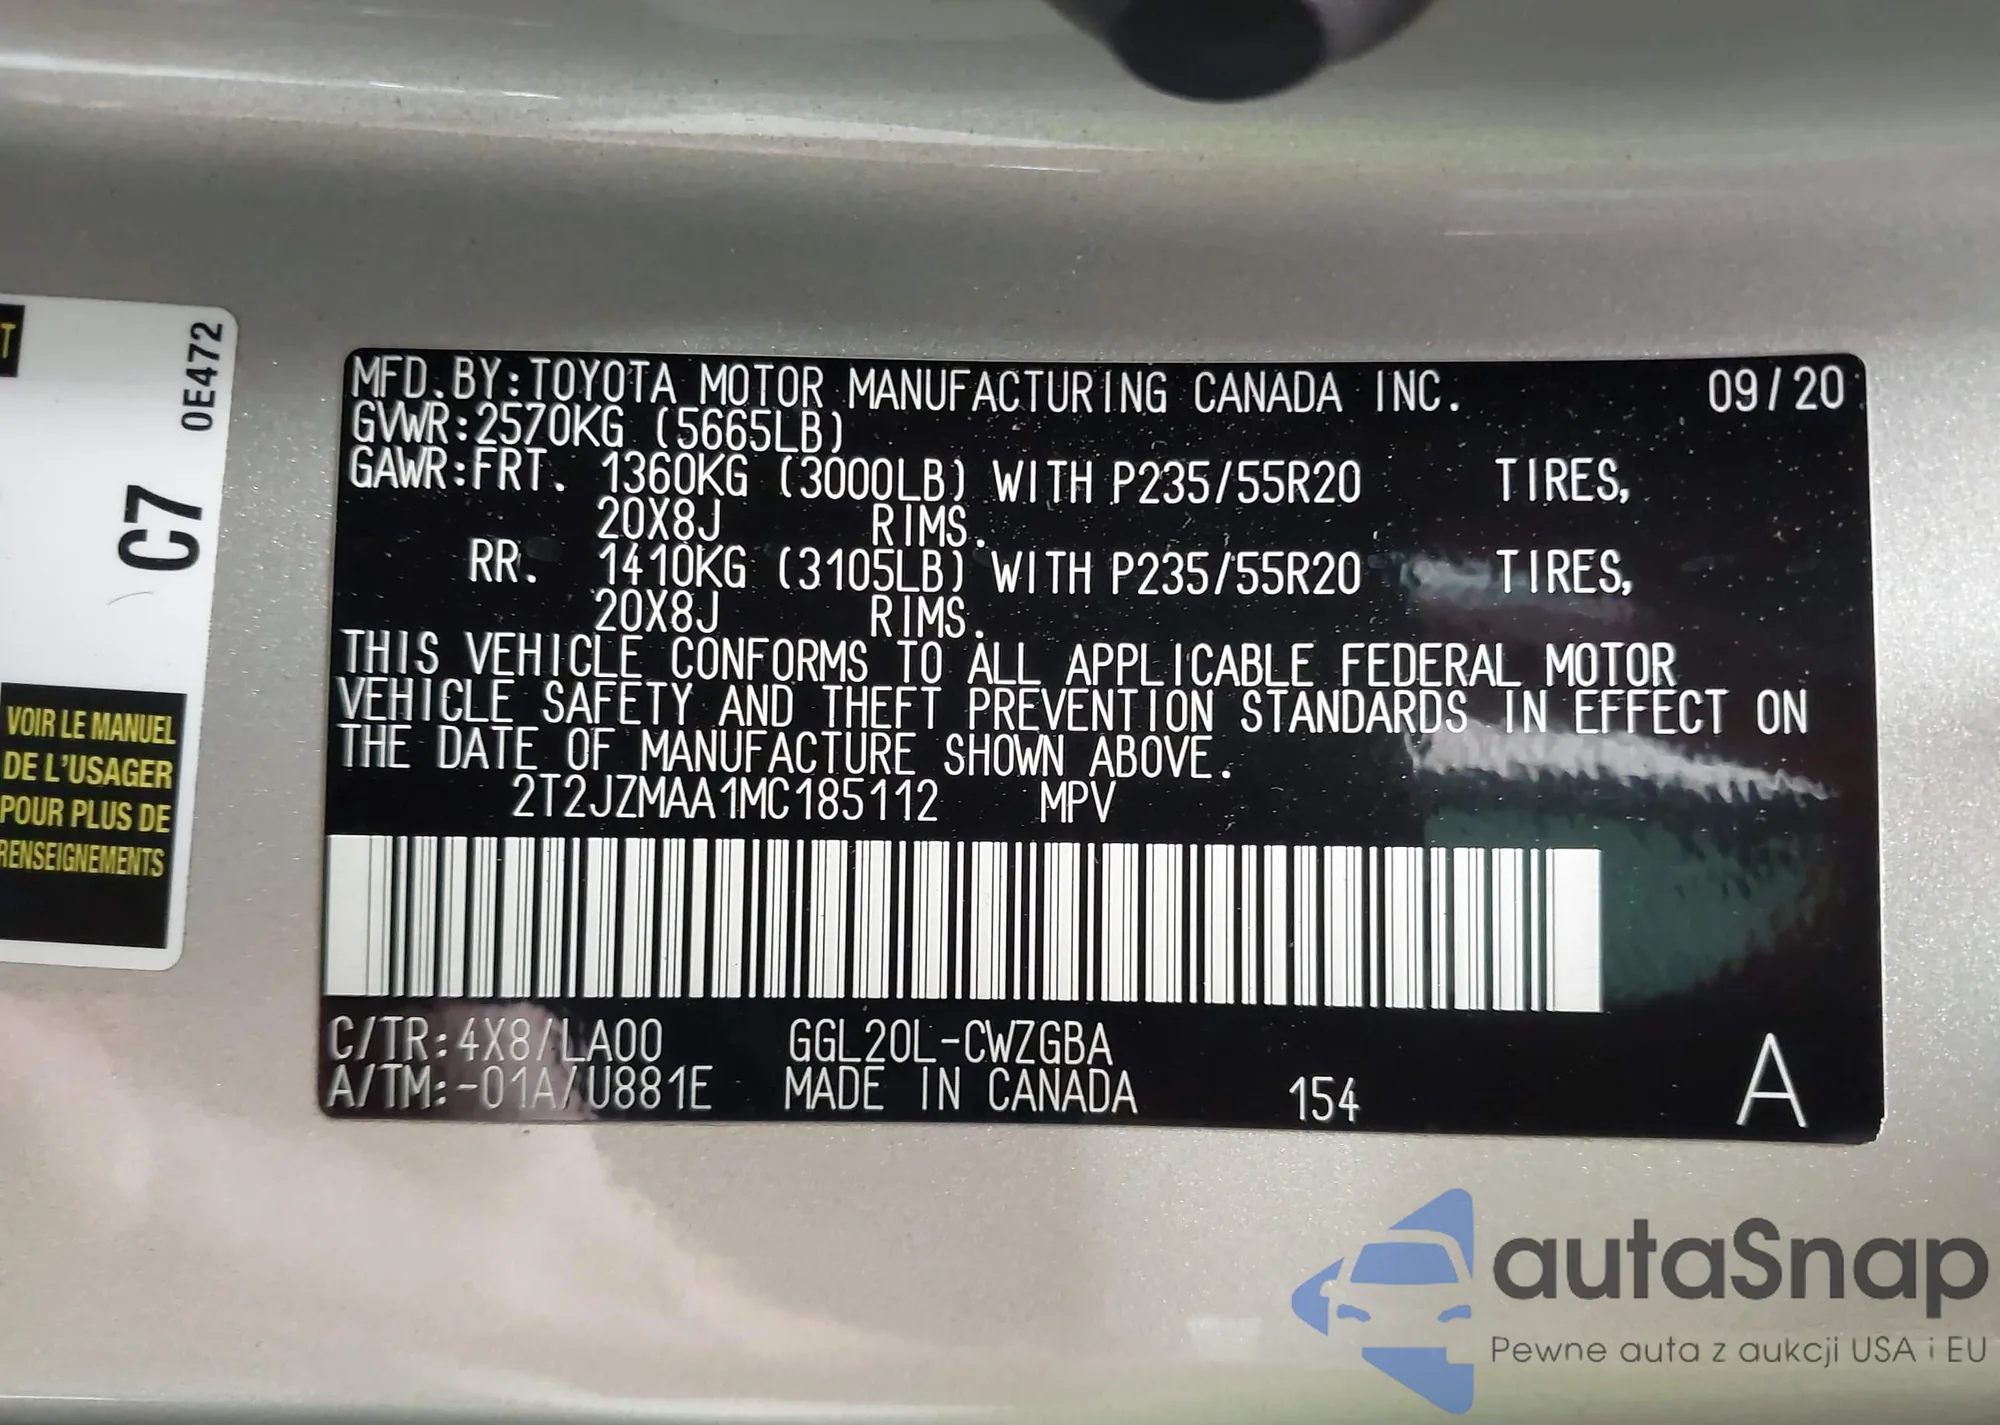 T
0E472
C7
VOIR LE MANUEL
DE L'USAGER
POUR PLUS DE
RENSEIGNEMENTS
MFD.BY:TOYOTA MOTOR MANUFACTURING CANADA INC. 09/20
GVWR:2570KG (5665LB)
GAWR:FRT. 1360KG (3000LB) WITH P235/55R20 TIRES,
20X8J RIMS.
RR. 1410KG (3105LB) WITH P235/55R20 TIRES,
20X8J RIMS.
THIS VEHICLE CONFORMS TO ALL APPLICABLE FEDERAL MOTOR
VEHICLE SAFETY AND THEFT PREVENTION STANDARDS IN EFFECT ON
THE DATE OF MANUFACTURE SHOWN ABOVE.
2T2JZMAA1MC185112 MPV
C/TR:4X8/LA00 GGL20L-CWZGBA
A/TM:-01A/U881E MADE IN CANADA 154 A
autaSnap
Pewne auta z aukcji USA i EU